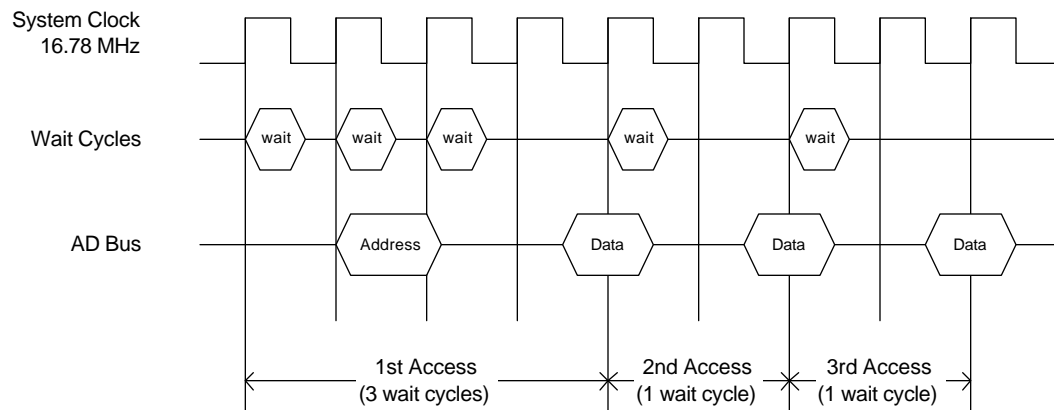 System Clock
16.78 MHz
Wait Cycles
wait wait wait wait wait
AD Bus
Address Data Data Data
1st Access 2nd Access 3rd Access
(3 wait cycles) (1 wait cycle) (1 wait cycle)